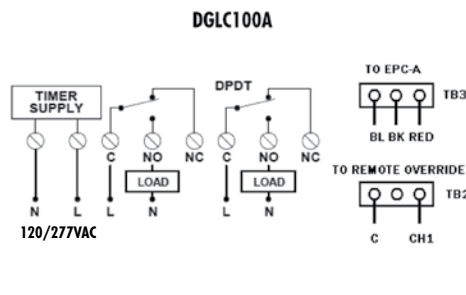 DGLC100A
TIMER
SUPPLY
DPDT
TO EPC-A
TB3
BL BK RED
C NO NC C NO NC
LOAD LOAD
TO REMOTE OVERRIDE
TB2
N L L N L N
120/277VAC
C CH1